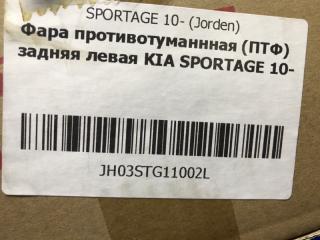 SPORTAGE 10- (Jorden)
Фара противотуманнная (ПТФ)
задняя левая KIA SPORTAGE 10-
JH03STG11002L